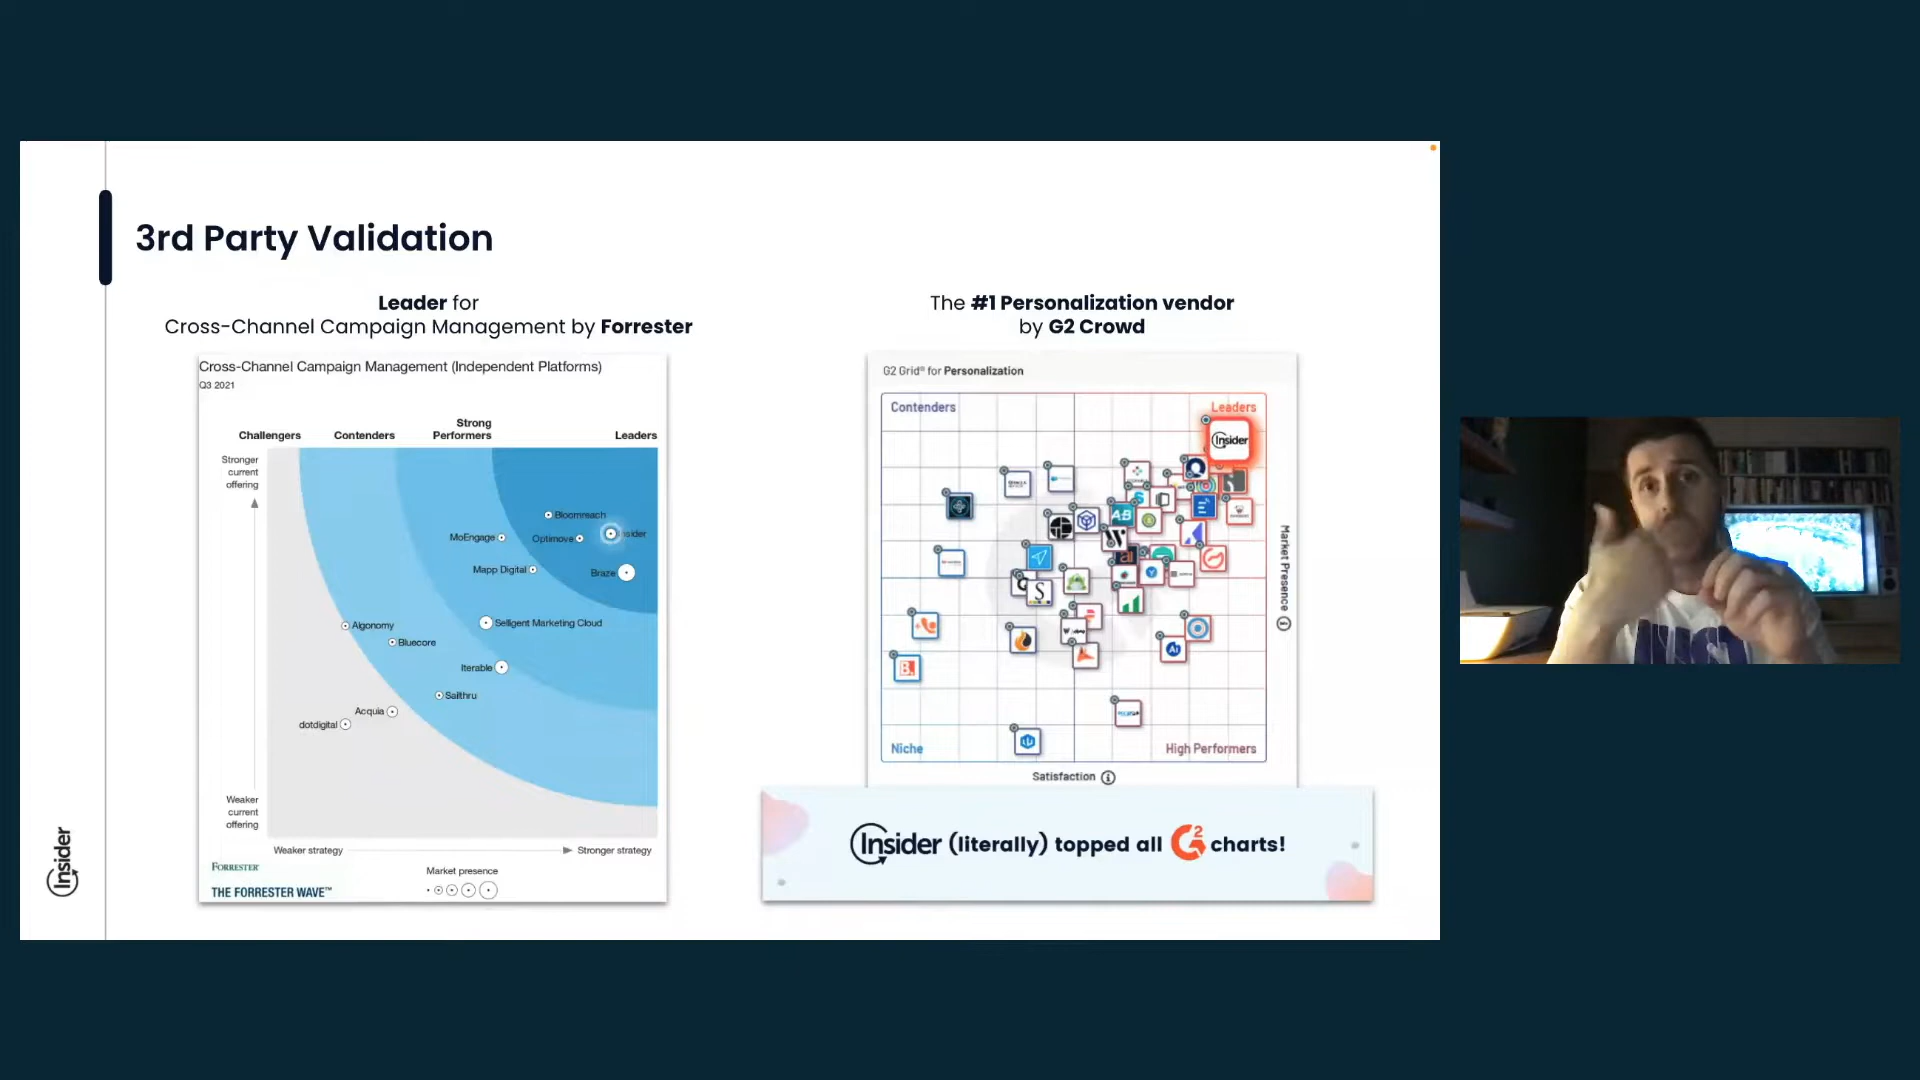 3rd Party Validation
Leader for
Cross-Channel Campaign Management by Forrester
Cross-Channel Campaign Management (Independent Platforms)
Q3 2021
Challengers
Contenders
Strong
Performers
Leaders
Stronger
current
offering
Bloomreach
MoEngage
Optimove
Insider
Mapp Digital
Braze
Algonomy
Selligent Marketing Cloud
Bluecore
Iterable
Sailthru
Acquia
dotdigital
Weaker
current
offering
Weaker strategy
Stronger strategy
FORRESTER
Market presence
THE FORRESTER WAVE™
The #1 Personalization vendor
by G2 Crowd
G2 Grid® for Personalization
Contenders
Leaders
Insider
AB
S
Market Presence
Niche
High Performers
Satisfaction
Insider (literally) topped all G2 charts!
Insider